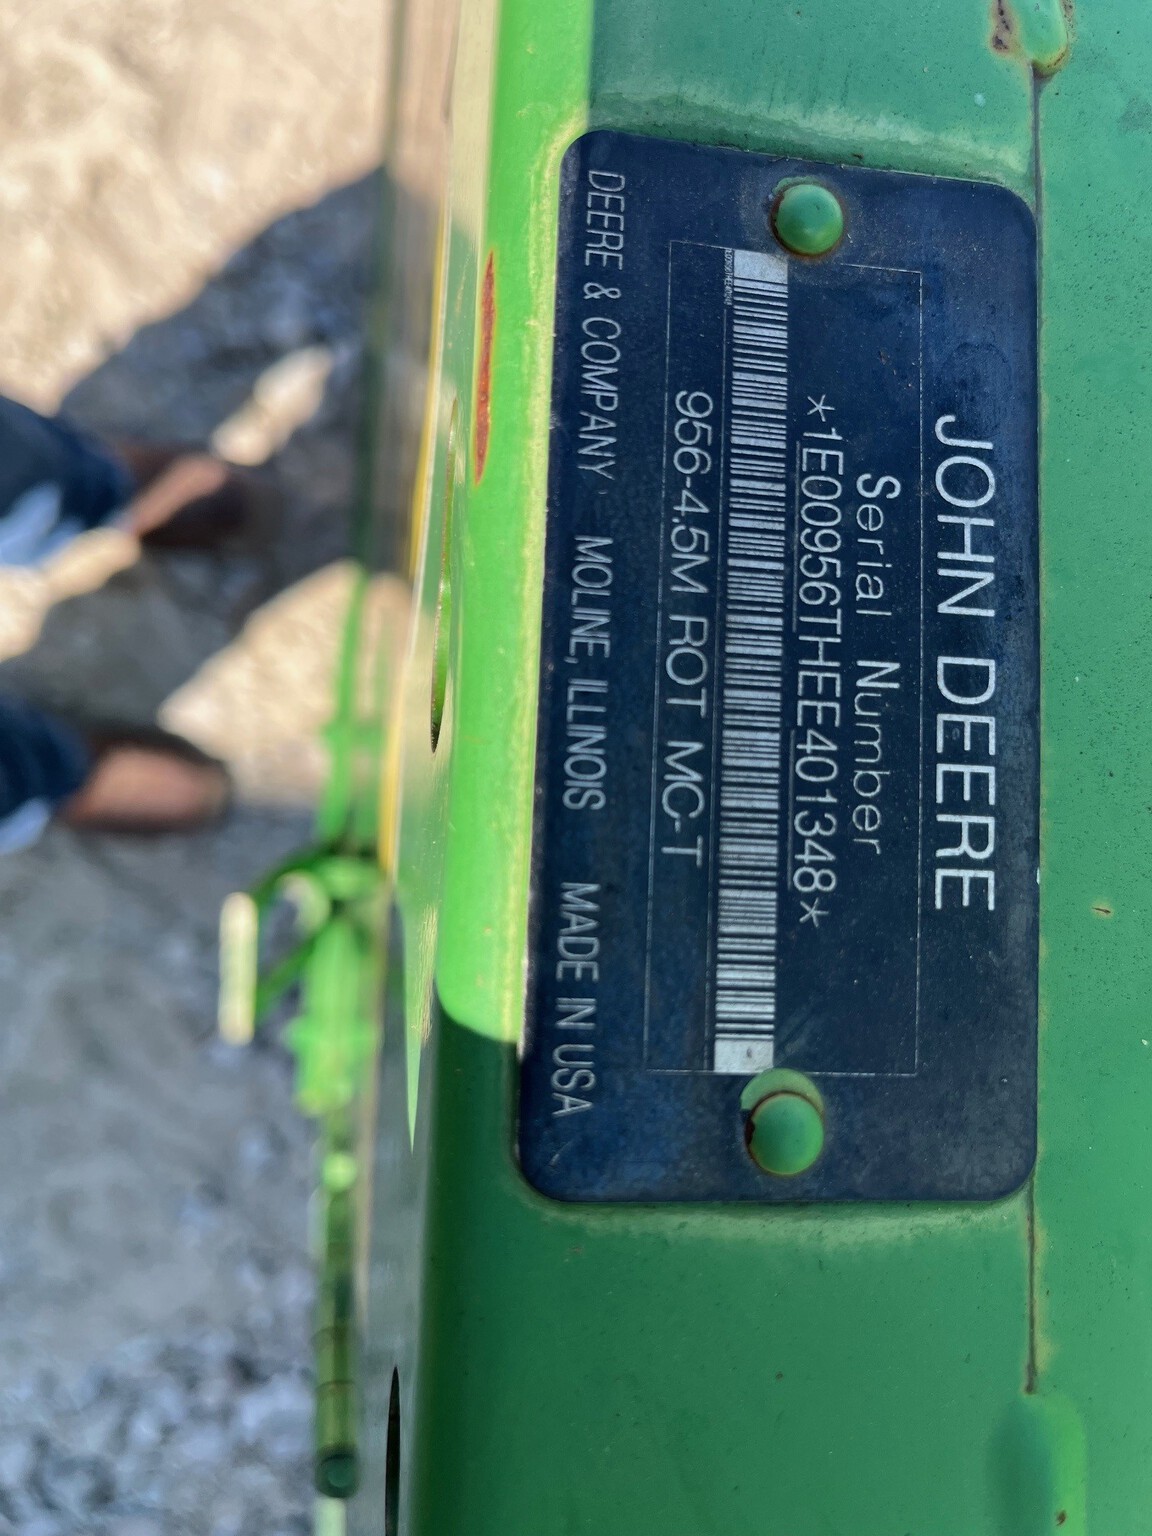 JOHN DEERE
Serial Number
*1E00956THEE401348*
956-4.5M ROT MC-T
DEERE & COMPANY MOLINE, ILLINOIS MADE IN USA